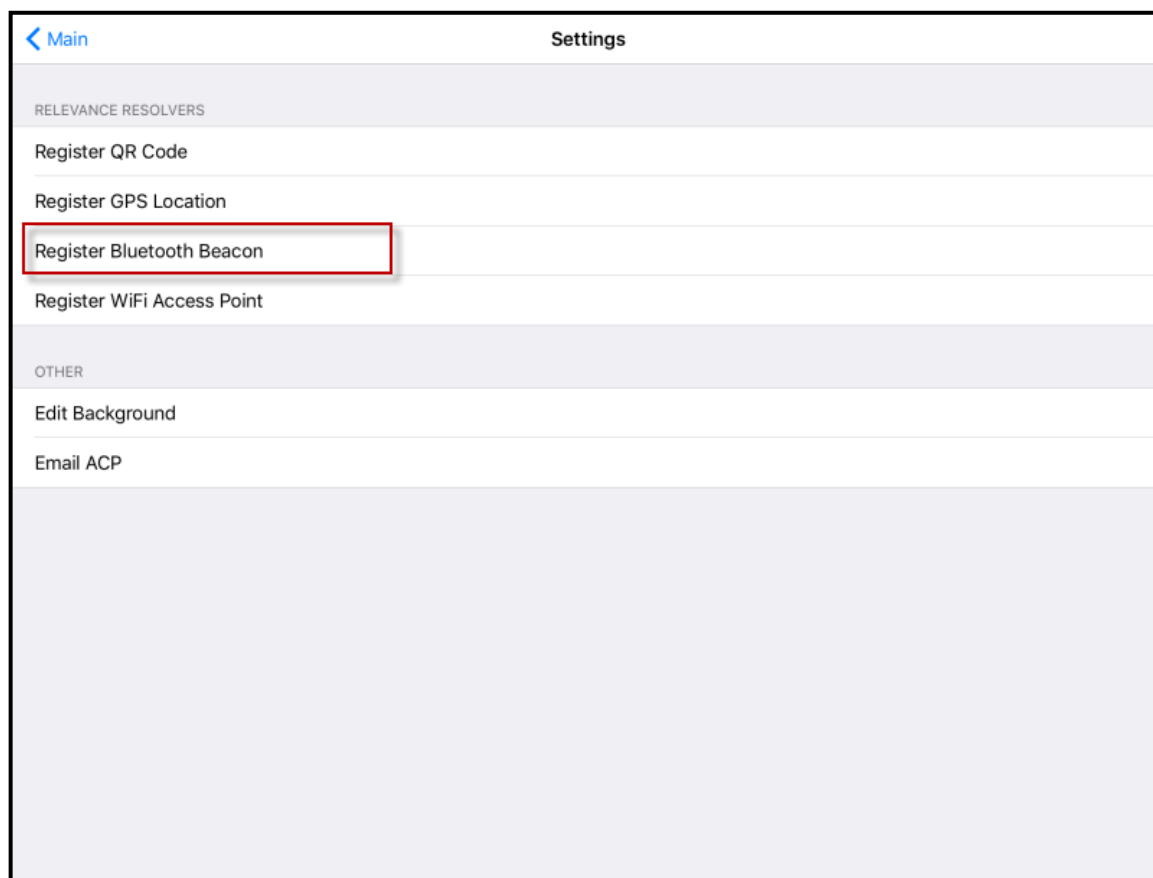 Main
Settings
RELEVANCE RESOLVERS
Register QR Code
Register GPS Location
Register Bluetooth Beacon
Register WiFi Access Point
OTHER
Edit Background
Email ACP